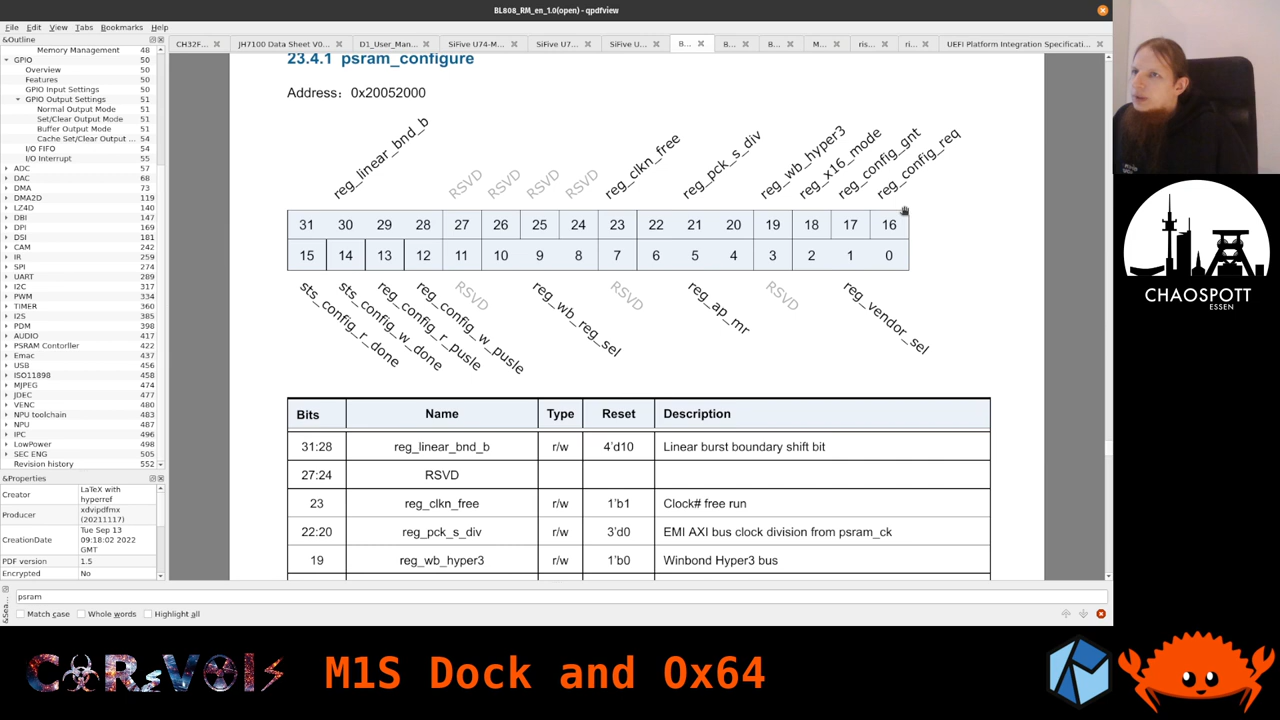 BL808_RM_en_1.0(open) - qpdfview
File Edit View Tabs Bookmarks Help
&Outline
Memory Management 48
GPIO 50
Overview 50
Features 50
GPIO Input Settings 50
GPIO Output Settings 51
Normal Output Mode 51
Set/Clear Output Mode 51
Buffer Output Mode 51
Cache Set/Clear Output ... 54
I/O FIFO 54
I/O Interrupt 55
ADC 57
DAC 68
DMA 73
DMA2D 119
LZ4D 140
DBI 147
DPI 169
DSI 181
CAM 242
IR 259
SPI 274
UART 289
I2C 317
PWM 334
TIMER 360
I2S 385
PDM 398
AUDIO 417
PSRAM Contorller 422
Emac 437
USB 456
ISO11898 458
MJPEG 474
JDEC 477
VENC 480
NPU toolchain 483
NPU 487
IPC 496
LowPower 498
SEC ENG 505
Revision history 552
&Properties
Creator LaTeX with hyperref
Producer xdvipdfmx (20211117)
CreationDate Tue Sep 13 09:18:02 2022 GMT
PDF version 1.5
Encrypted No
CH32F... JH7100 Data Sheet V0... D1_User_Man... SiFive U74-M... SiFive U7... SiFive U... B... B... B... M... ris... ri... UEFI Platform Integration Specificati...
23.4.1 psram_configure
Address: 0x20052000
reg_linear_bnd_b RSVD RSVD RSVD RSVD reg_clkn_free reg_pck_s_div reg_wb_hyper3 reg_x16_mode reg_config_gnt reg_config_req
31 30 29 28 27 26 25 24 23 22 21 20 19 18 17 16
15 14 13 12 11 10 9 8 7 6 5 4 3 2 1 0
sts_config_r_done sts_config_w_done reg_config_r_pusle reg_config_w_pusle RSVD reg_wb_reg_sel RSVD reg_ap_mr RSVD reg_vendor_sel
Bits Name Type Reset Description
31:28 reg_linear_bnd_b r/w 4'd10 Linear burst boundary shift bit
27:24 RSVD
23 reg_clkn_free r/w 1'b1 Clock# free run
22:20 reg_pck_s_div r/w 3'd0 EMI AXI bus clock division from psram_ck
19 reg_wb_hyper3 r/w 1'b0 Winbond Hyper3 bus
&Sea...
psram
Match case Whole words Highlight all
CHAOSPOTT
ESSEN
M1S Dock and Ox64